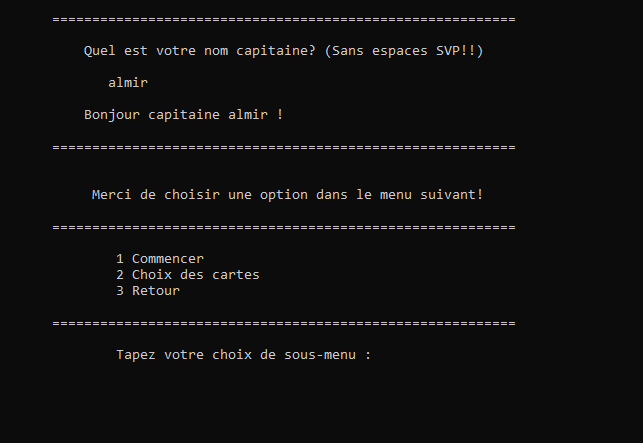 ==========================================================
Quel est votre nom capitaine? (Sans espaces SVP!!)
almir
Bonjour capitaine almir !
==========================================================
Merci de choisir une option dans le menu suivant!
==========================================================
1 Commencer
2 Choix des cartes
3 Retour
==========================================================
Tapez votre choix de sous-menu :